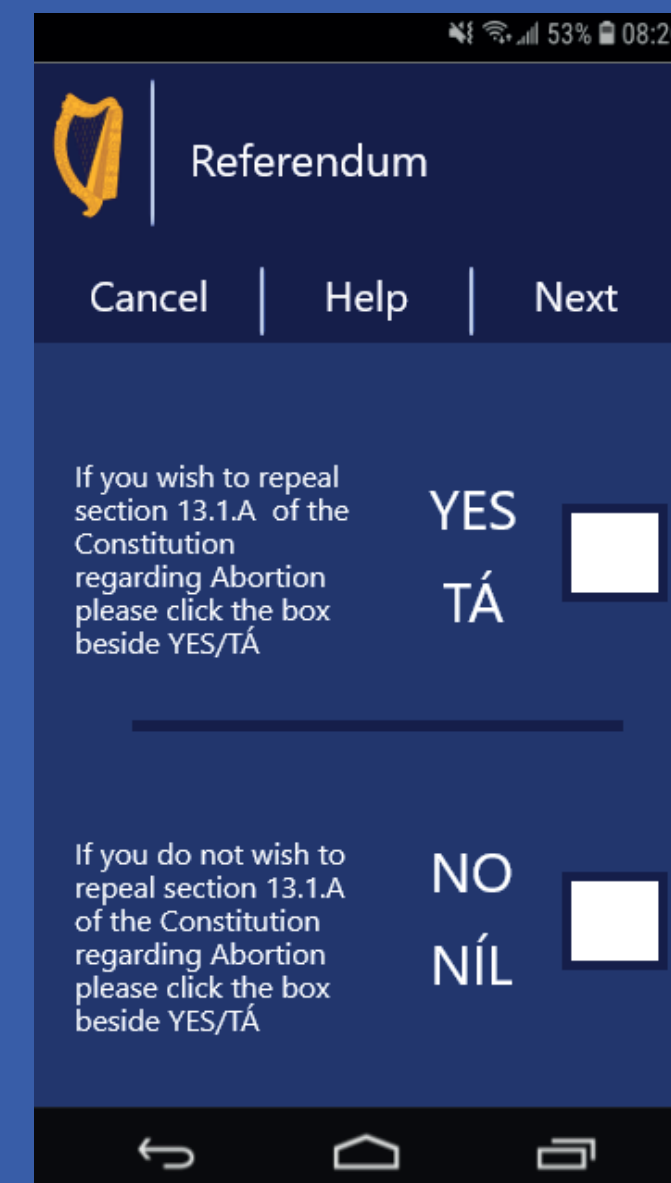 53% 08:2
Referendum
Cancel Help Next
If you wish to repeal
section 13.1.A of the
Constitution
regarding Abortion
please click the box
beside YES/TÁ
YES
TÁ
If you do not wish to
repeal section 13.1.A
of the Constitution
regarding Abortion
please click the box
beside YES/TÁ
NO
NÍL